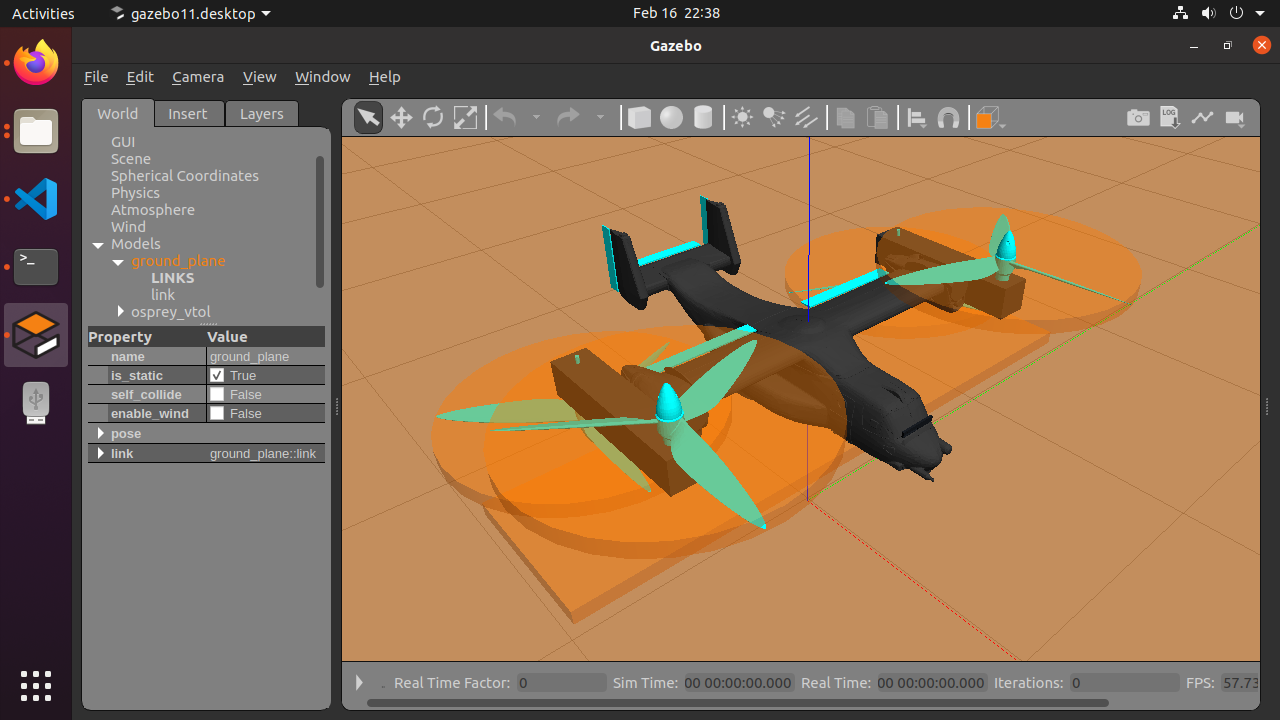 Activities gazebo11.desktop Feb 16 22:38
Gazebo
File Edit Camera View Window Help
World Insert Layers
LOG
GUI
Scene
Spherical Coordinates
Physics
Atmosphere
Wind
Models
ground_plane
LINKS
link
osprey_vtol
Property Value
name ground_plane
is_static True
self_collide False
enable_wind False
pose
link ground_plane::link
>_
Real Time Factor: 0 Sim Time: 00 00:00:00.000 Real Time: 00 00:00:00.000 Iterations: 0 FPS: 57.73